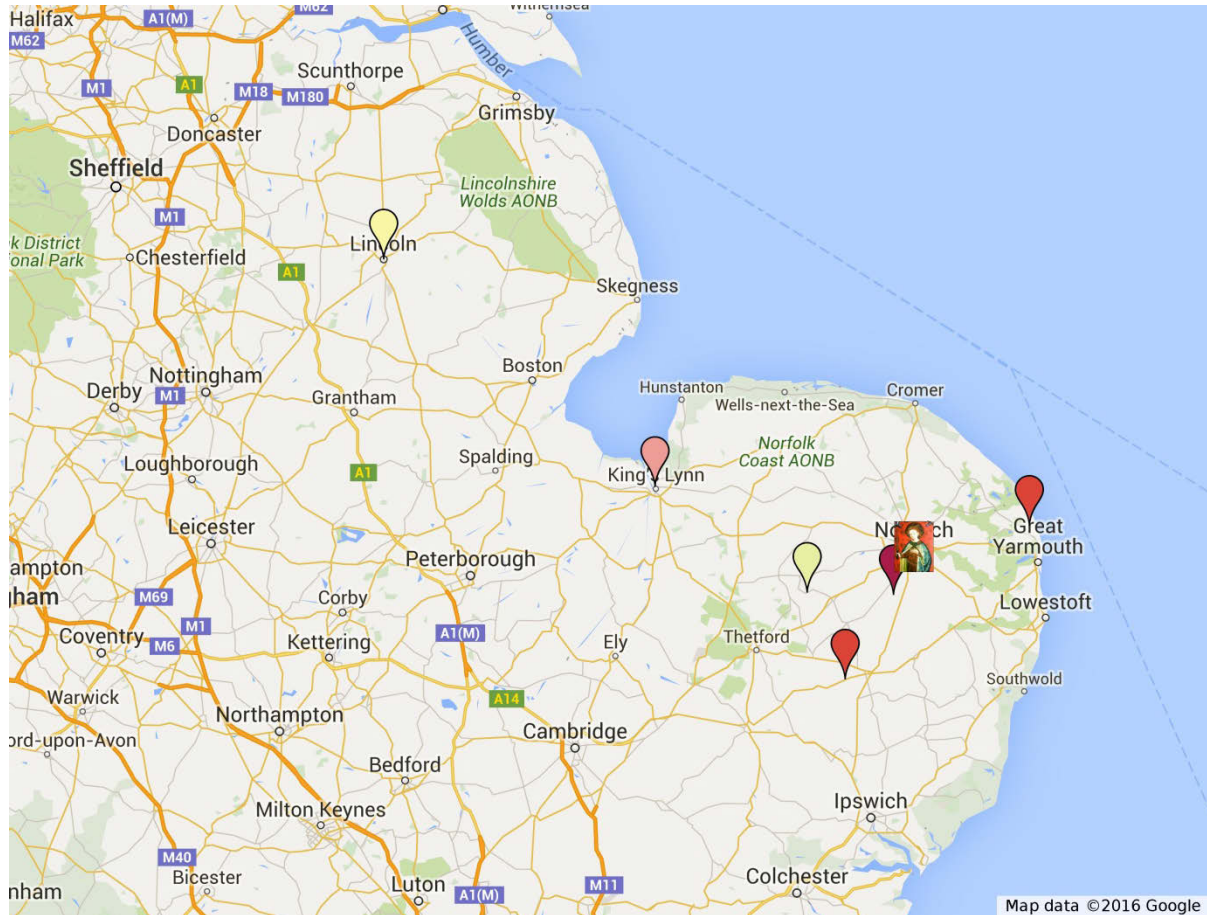 Halifax
A1(M)
M62
Withernsea
M62
Humber
Scunthorpe
M1
A1
M18
M180
Grimsby
Doncaster
Sheffield
Lincolnshire
Wolds AONB
M1
k District
ional Park
Chesterfield
Lincoln
A1
Skegness
Boston
Derby
Nottingham
M1
Grantham
Hunstanton
Wells-next-the-Sea
Cromer
Norfolk
Coast AONB
Loughborough
A1
Spalding
King's Lynn
Leicester
Great
Yarmouth
Peterborough
hampton
gham
M69
Corby
Lowestoft
Coventry
M6
M1
Kettering
A1(M)
Ely
Thetford
Southwold
Warwick
A14
Northampton
Cambridge
ord-upon-Avon
Bedford
Milton Keynes
Ipswich
M40
Bicester
nham
Luton
A1(M)
M11
Colchester
Map data ©2016 Google